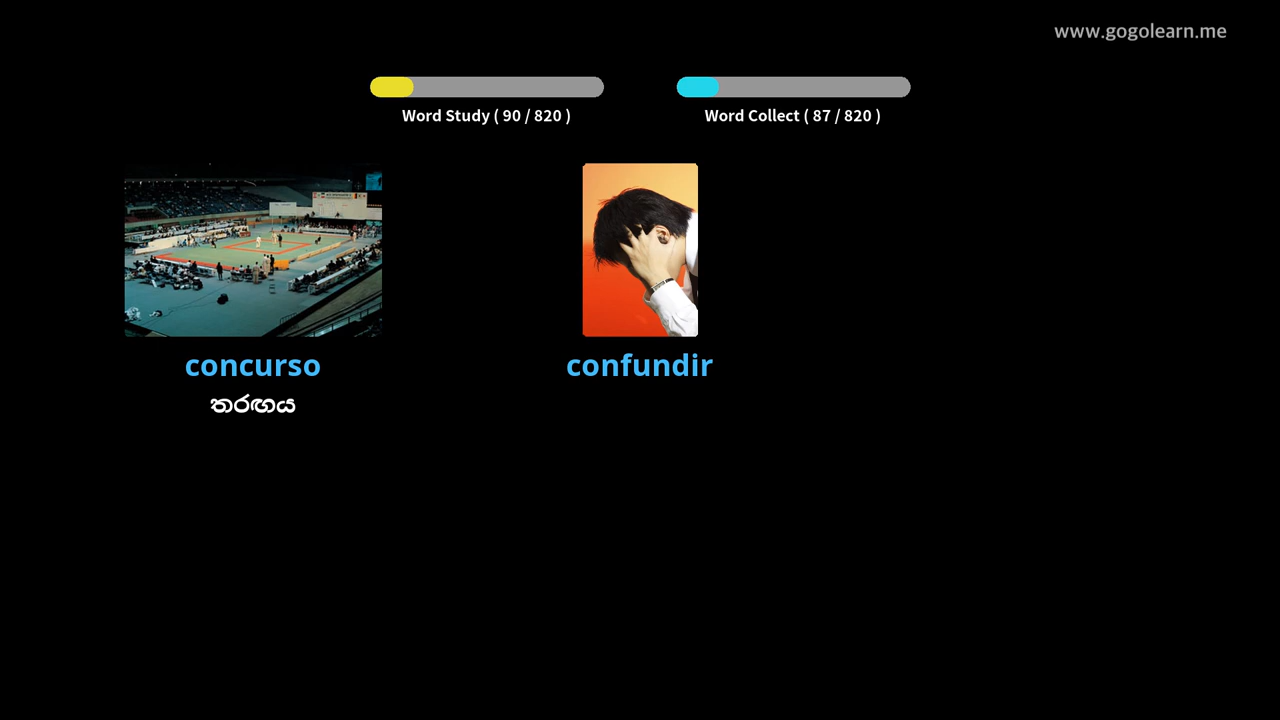 www.gogolearn.me
Word Study ( 90 / 820 )
Word Collect ( 87 / 820 )
concurso
තරඟය
confundir